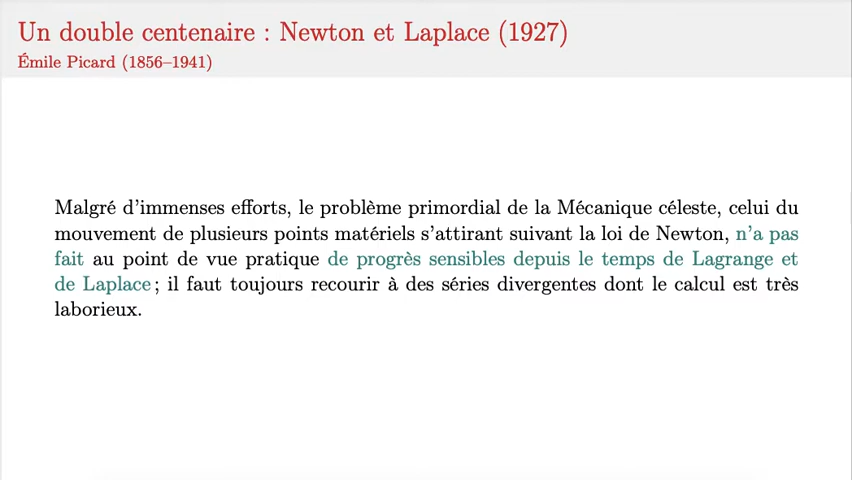 Un double centenaire : Newton et Laplace (1927)
Émile Picard (1856–1941)
Malgré d'immenses efforts, le problème primordial de la Mécanique céleste, celui du
mouvement de plusieurs points matériels s'attirant suivant la loi de Newton, n'a pas
fait au point de vue pratique de progrès sensibles depuis le temps de Lagrange et
de Laplace ; il faut toujours recourir à des séries divergentes dont le calcul est très
laborieux.